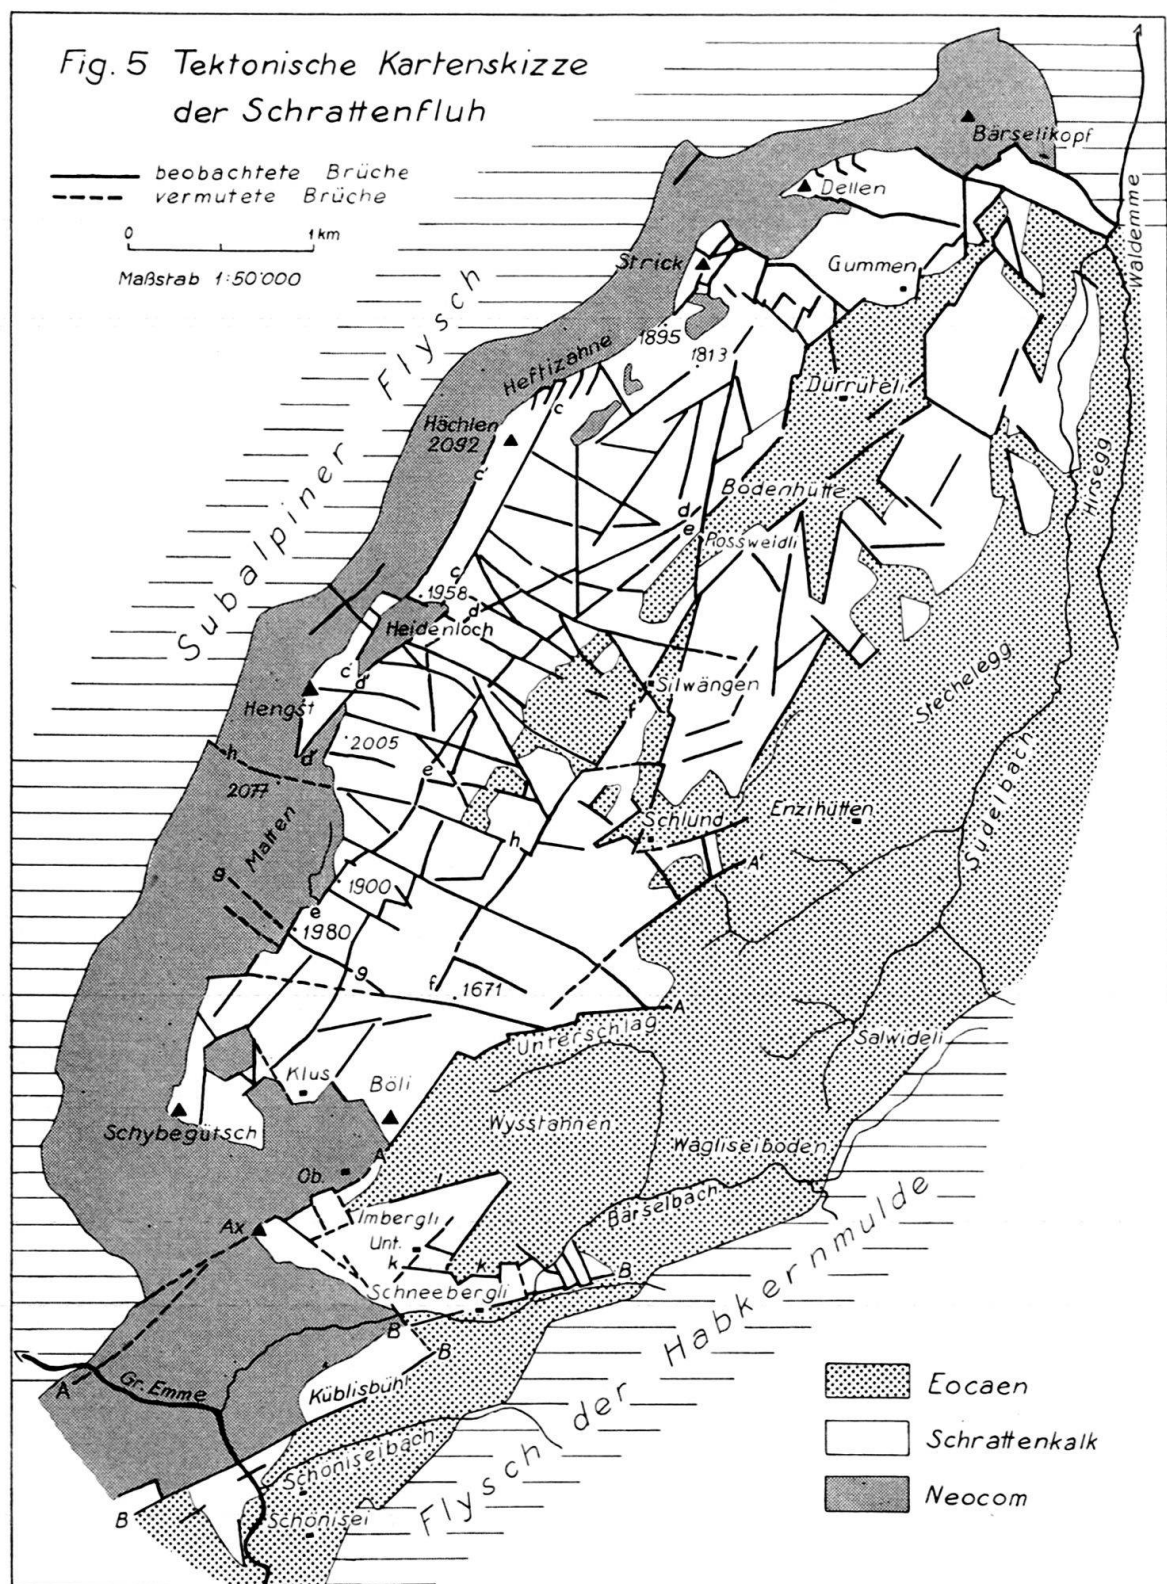 Fig. 5 Tektonische Kartenskizze
der Schrattenfluh
beobachtete Brüche
vermutete Brüche
0 1 km
Maßstab 1:50'000
Bärselikopf
Dellen
Waldemme
Strick
Gummen
Subalpiner Flysch
1895
1813
Heftizähne
Dürrüteli
c
Hächlen
2092
c
Hirsegg
Bodenhütte
d
e
Rossweidli
c
1958
d
Heidenloch
c
d
Silwängen
Stechelegg
Hengst
f
2005
d
h
e
2077
Sudelbach
Enzihütten
Schlund
h
Matten
A
g
1900
e
1980
g
f
1671
A
Unterschlag
Salwideli
Klus
Böli
Wysstannen
Schybegütsch
Wagliseiboden
A
Ob.
Bärselbach
Imbergli
Ax
Unt.
k
k
B
Schneebergli
Flysch der Habkernmulde
B
B
A
Gr. Emme
Küblisbühl
Schöniseibach
B
Schönisei
Eocaen
Schrattenkalk
Neocom